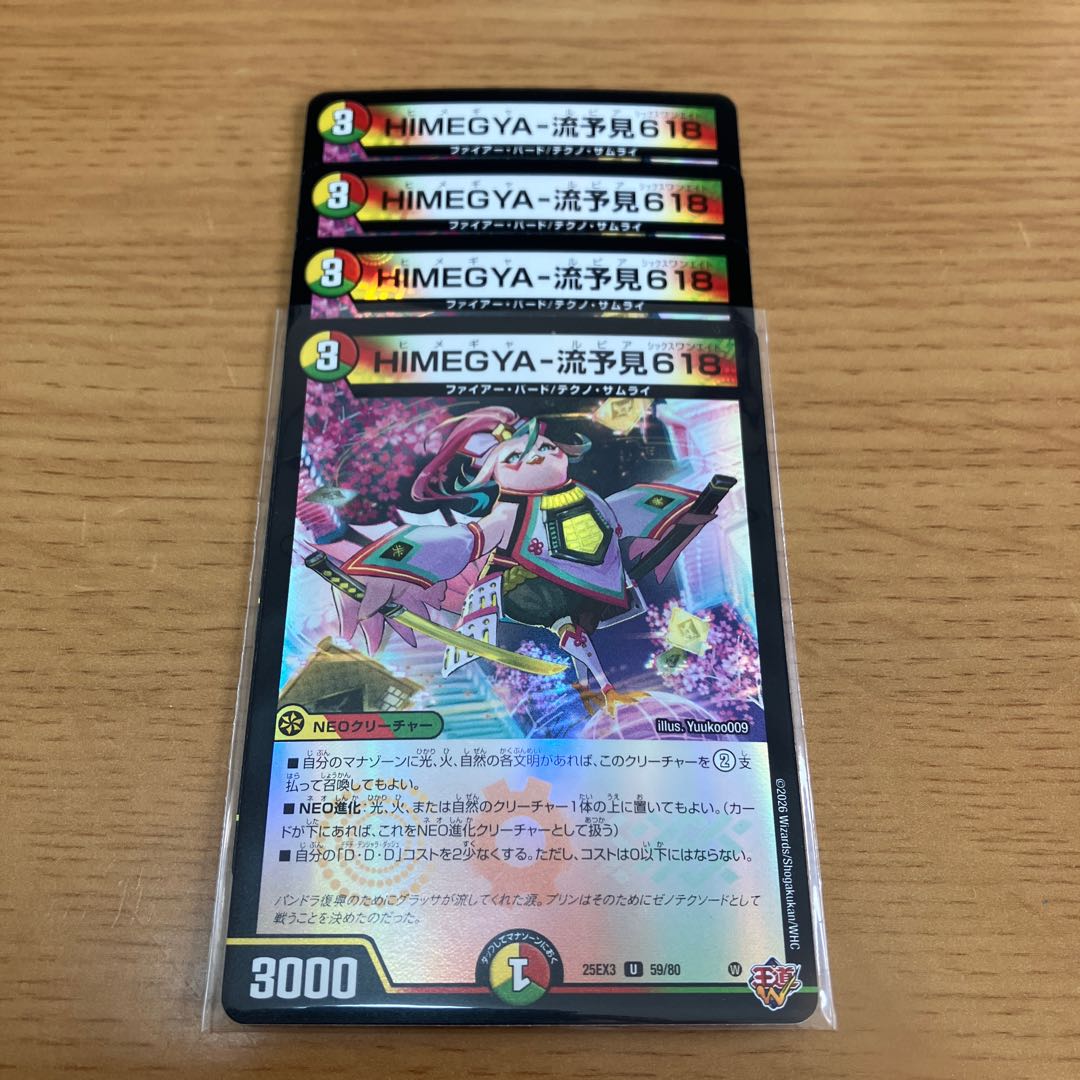 ヒメギャ ルピア シックスワンエイト
3 HIMEGYA-流予見618
ファイアー・バード/テクノ・サムライ
ヒメギャ ルピア シックスワンエイト
3 HIMEGYA-流予見618
ファイアー・バード/テクノ・サムライ
ヒメギャ ルピア シックスワンエイト
3 HIMEGYA-流予見618
ファイアー・バード/テクノ・サムライ
ヒメギャ ルピア シックスワンエイト
3 HIMEGYA-流予見618
ファイアー・バード/テクノ・サムライ
illus. Yuukoo009
NEOクリーチャー
■自分のマナゾーンに光、火、自然の各文明があれば、このクリーチャーを②支
払って召喚してもよい。
■NEO進化:光、火、または自然のクリーチャー1体の上に置いてもよい。(カー
ドが下にあれば、これをNEO進化クリーチャーとして扱う)
■自分の「D・D・D」コストを2少なくする。ただし、コストは0以下にはならない。
パンドラ復興のためにグラッサが流してくれた涙。プリンはそのためにゼノテクソードとして
戦うことを決めたのだった。
©2026 Wizards/Shogakukan/WHC
3000
タップしてマナゾーンにおく
1
25EX3 U 59/80 W
王道W